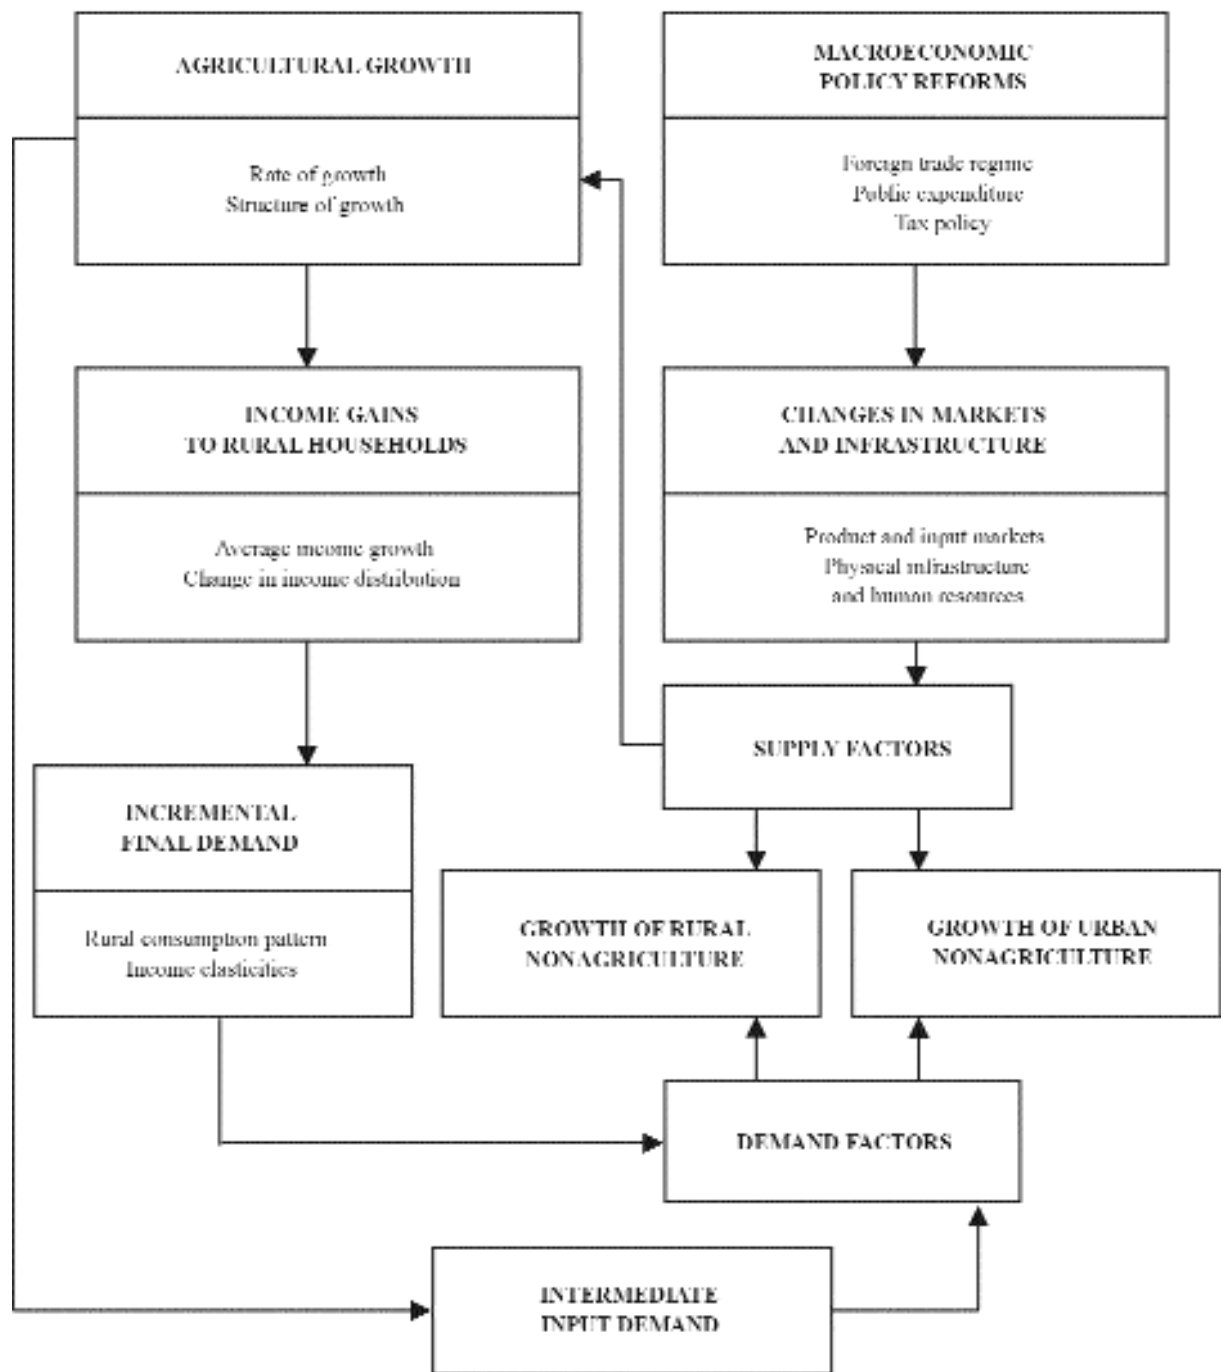 AGRICULTURAL GROWTH
Rate of growth
Structure of growth
MACROECONOMIC
POLICY REFORMS
Foreign trade regime
Public expenditure
Tax policy
INCOME GAINS
TO RURAL HOUSEHOLDS
Average income growth
Change in income distribution
CHANGES IN MARKETS
AND INFRASTRUCTURE
Product and input markets
Physical infrastructure
and human resources
SUPPLY FACTORS
INCREMENTAL
FINAL DEMAND
Rural consumption pattern
Income elasticities
GROWTH OF RURAL
NONAGRICULTURE
GROWTH OF URBAN
NONAGRICULTURE
DEMAND FACTORS
INTERMEDIATE
INPUT DEMAND